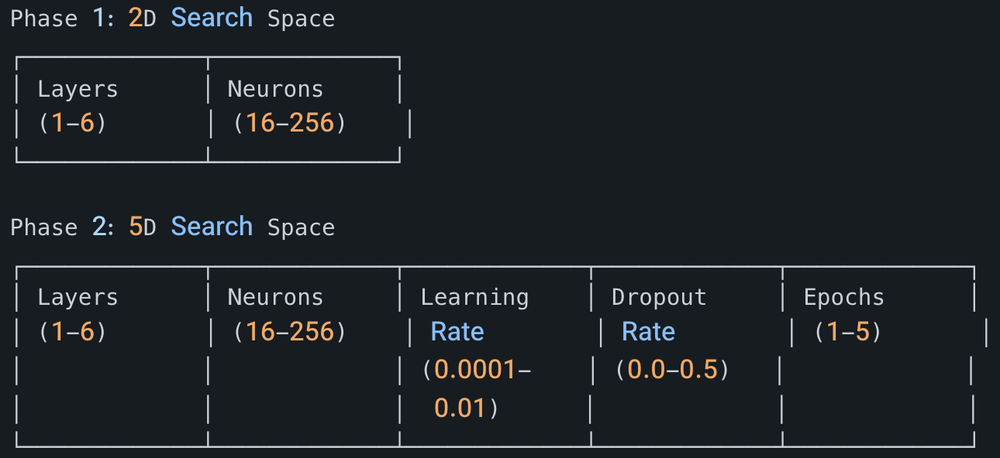 Phase 1: 2D Search Space
Layers Neurons
(1–6) (16–256)
Phase 2: 5D Search Space
Layers Neurons Learning Dropout Epochs
(1–6) (16–256) Rate Rate (1–5)
(0.0001– (0.0–0.5)
0.01)